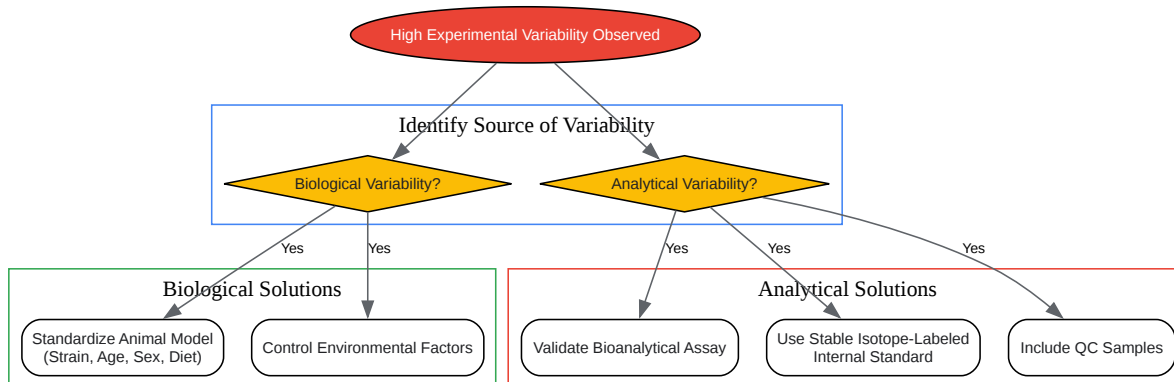 High Experimental Variability Observed
Identify Source of Variability
Biological Variability?
Analytical Variability?
Yes
Yes
Yes
Yes
Yes
Biological Solutions
Analytical Solutions
Standardize Animal Model
(Strain, Age, Sex, Diet)
Control Environmental Factors
Validate Bioanalytical Assay
Use Stable Isotope-Labeled
Internal Standard
Include QC Samples